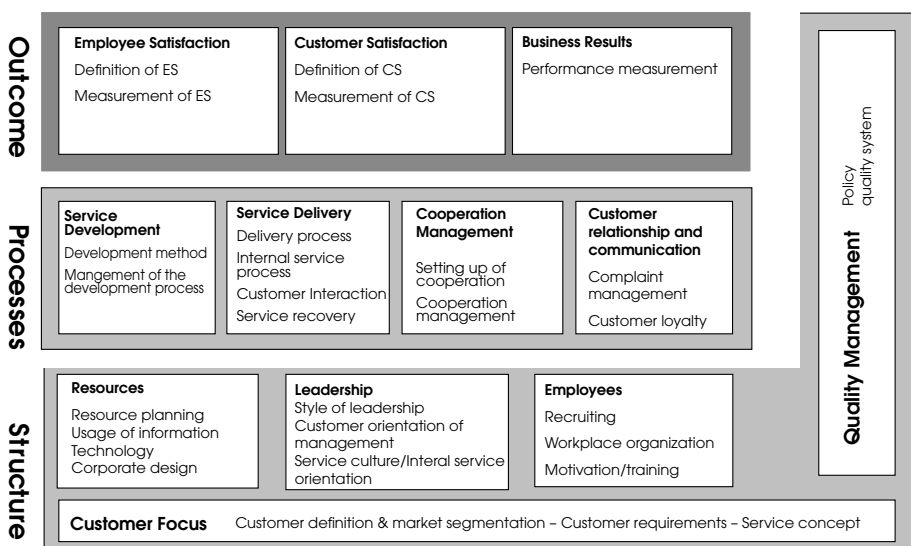 Outcome
Employee Satisfaction
Definition of ES
Measurement of ES
Customer Satisfaction
Definition of CS
Measurement of CS
Business Results
Performance measurement
Processes
Service
Development
Development method
Mangement of the
development process
Service Delivery
Delivery process
Internal service
process
Customer Interaction
Service recovery
Cooperation
Management
Setting up of
cooperation
Cooperation
management
Customer
relationship and
communication
Complaint
management
Customer loyalty
Structure
Resources
Resource planning
Usage of information
Technology
Corporate design
Leadership
Style of leadership
Customer orientation of
management
Service culture/Interal service
orientation
Employees
Recruiting
Workplace organization
Motivation/training
Customer Focus Customer definition & market segmentation – Customer requirements – Service concept
Quality Management
Policy
quality system